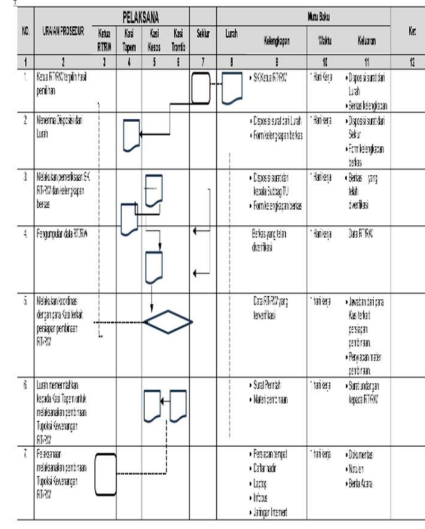 PELAKSANA Mutu Baku
NO. URAIAN PROSEDUR Ketua RT/RW Kasi Tapem Kasi Kesos Kasi Trantib Seklur Lurah Kelengkapan Waktu Keluaran Ket
1 2 3 4 5 6 7 8 9 10 11 12
1. Ketua RT/RW terpilih hasil
pemilihan
• SK Ketua RT/RW
1 Hari Kerja
• Disposisi surat dari
Lurah
• Berkas kelengkapan
2. Menerima Disposisi dari
Lurah
• Disposisi surat dari Lurah
• Form kelengkapan berkas
1 Hari kerja
• Disposisi surat dari
Seklur
• Form kelengkapan
berkas
3. Melakukan pemeriksaan SK
RT/RW dan kelengkapan
berkas
• Disposisi surat dari
kepada Subbag TU
• Form kelengkapan berkas
1 Hari kerja
• Berkas yang
telah
diverifikasi
4. Pengumpulan data RT/RW
Berkas yang telah
diverifikasi
1 Hari kerja
Data RT/RW
5. Melakukan koordinasi
dengan para Kasi terkait
persiapan pembinaan
RT/RW
Data RT/RW yang
terverifikasi
1 hari kerja
• Jawaban dari para
Kasi terkait
persiapan
pembinaan.
• Penyiapan materi
pembinaan
6. Lurah memerintahkan
kepada Kasi Tapem untuk
melaksanakan pembinaan
Tupoksi Kewenangan
RT/RW
• Surat Perintah
• Materi pembinaan
1 hari kerja
• Surat undangan
kepada RT/RW
7. Pelaksanaan
melaksanakan pembinaan
Tupoksi Kewenangan
RT/RW
• Persiapan tempat
• Daftar hadir
• Laptop
• Infocus
• Jaringan Internet
1 hari kerja
• Dokumentasi
• Notulen
• Berita Acara